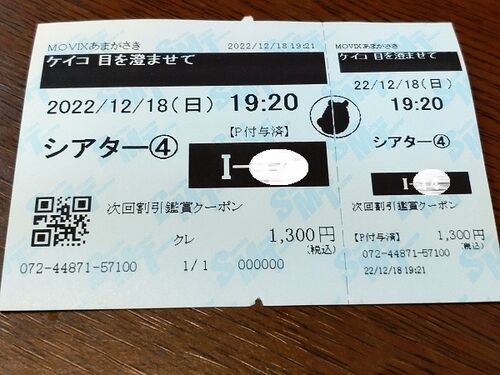 MOVIXあまがさき 2022/12/18 19:21
ケイコ 目を澄ませて
2022/12/18(日) 19:20
【P付与済】
シアター④
I-
次回割引鑑賞クーポン
クレ 1,300円
(税込)
072-44871-57100 1/1 000000
MOVIXあまがさき
ケイコ 目を澄ませて
22/12/18(日)
19:20
シアター④
I-
次回割引鑑賞クーポン
【P付与済】 1,300円
(税込)
072-44871-57100
22/12/18 19:21